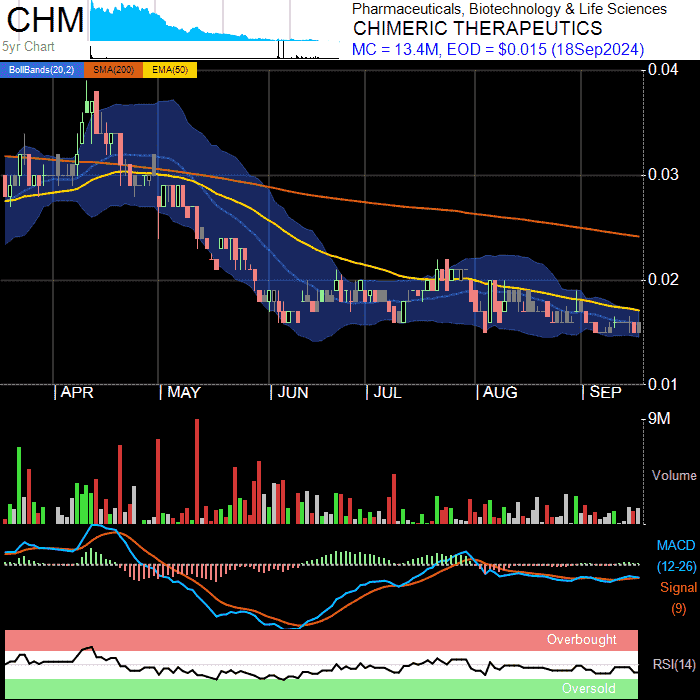 CHM
5yr Chart
Pharmaceuticals, Biotechnology & Life Sciences
CHIMERIC THERAPEUTICS
MC = 13.4M, EOD = $0.015 (18Sep2024)
BollBands(20,2) SMA(200) EMA(50)
0.04
0.03
0.02
0.01
APR MAY JUN JUL AUG SEP
9M
Volume
MACD
(12-26)
Signal
(9)
Overbought
RSI(14)
Oversold